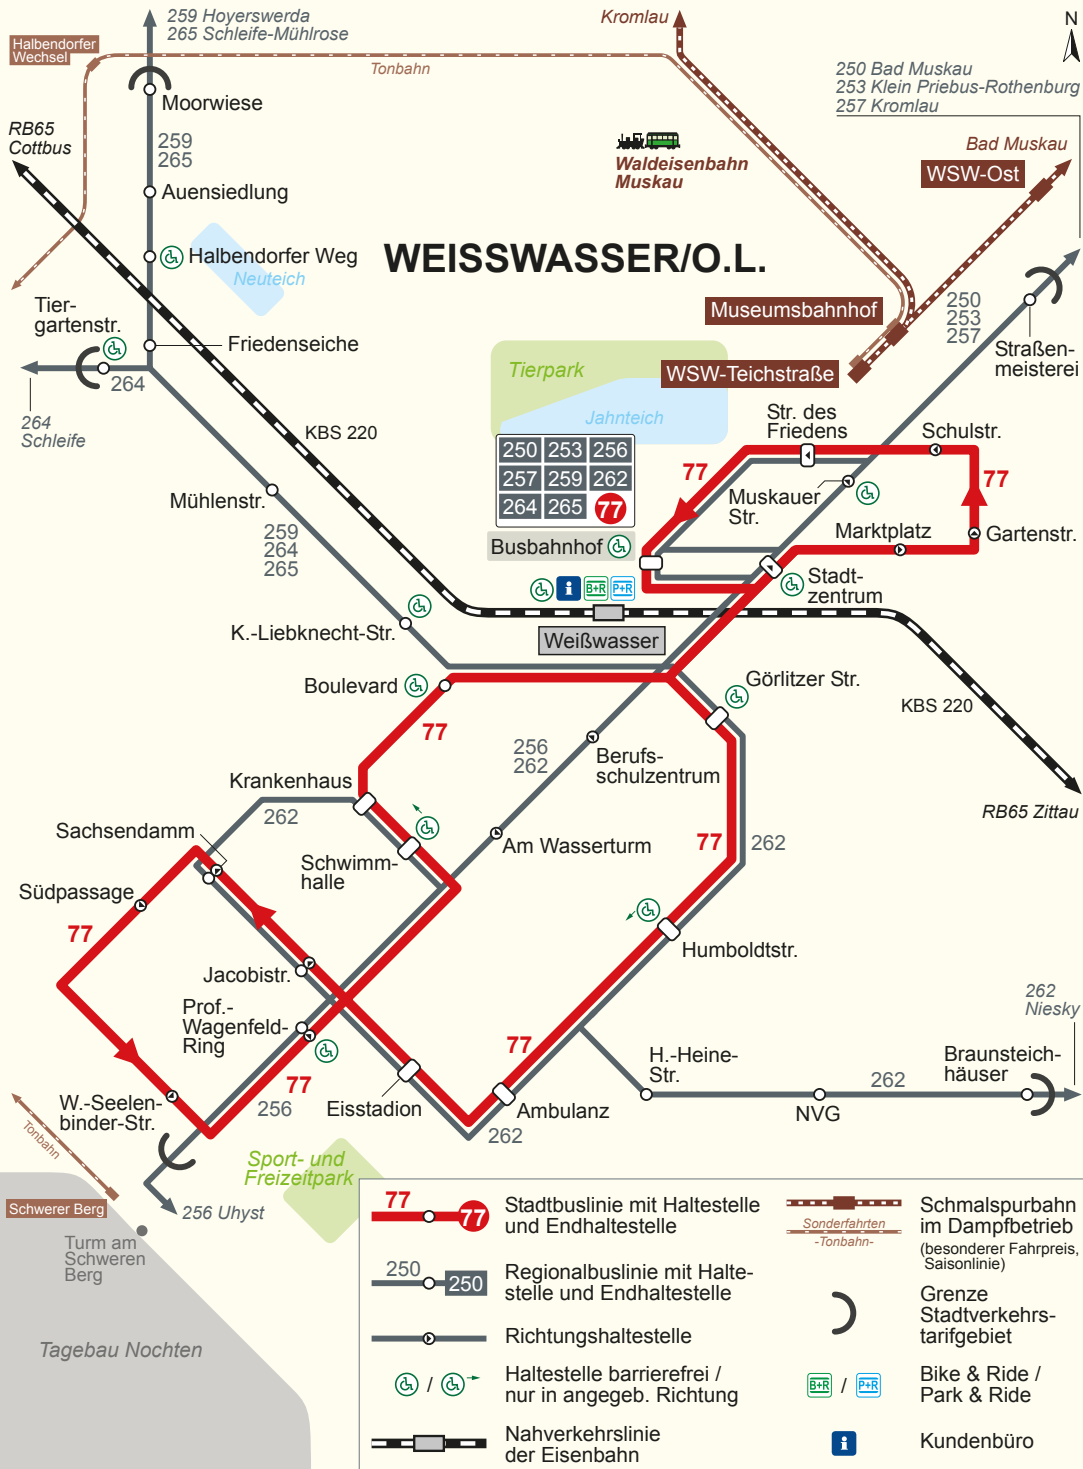 259 Hoyerswerda
265 Schleife-Mühlrose
Kromlau
N
Halbendorfer
Wechsel
Tonbahn
250 Bad Muskau
253 Klein Priebus-Rothenburg
257 Kromlau
Moorwiese
RB65
Cottbus
259
265
Waldeisenbahn
Muskau
Bad Muskau
WSW-Ost
Auensiedlung
WEISSWASSER/O.L.
Halbendorfer Weg
Neuteich
Tier-
gartenstr.
Museumsbahnhof
250
253
257
Friedenseiche
Straßen-
meisterei
264
Tierpark
WSW-Teichstraße
264
Schleife
KBS 220
Jahnteich
Str. des
Friedens
Schulstr.
250 253 256
257 259 262
264 265 77
77
77
Mühlenstr.
Muskauer
Str.
Marktplatz
Gartenstr.
259
264
265
Busbahnhof
i
B+R
P+R
Stadt-
zentrum
K.-Liebknecht-Str.
Weißwasser
Boulevard
Görlitzer Str.
KBS 220
77
256
262
Berufs-
schulzentrum
Krankenhaus
262
RB65 Zittau
Sachsendamm
Am Wasserturm
77
262
Schwimm-
halle
Südpassage
77
Humboldtstr.
Jacobistr.
Prof.-
Wagenfeld-
Ring
262
Niesky
77
H.-Heine-
Str.
Braunsteich-
häuser
77
262
W.-Seelen-
binder-Str.
256
Eisstadion
Ambulanz
NVG
262
Tonbahn
Sport- und
Freizeitpark
Schwerer Berg
256 Uhyst
Turm am
Schweren
Berg
Tagebau Nochten
77
77
Stadtbuslinie mit Haltestelle
und Endhaltestelle
250
250
Regionalbuslinie mit Halte-
stelle und Endhaltestelle
Richtungshaltestelle
/
Haltestelle barrierefrei /
nur in angegeb. Richtung
Nahverkehrslinie
der Eisenbahn
Sonderfahrten
-Tonbahn-
Schmalspurbahn
im Dampfbetrieb
(besonderer Fahrpreis,
Saisonlinie)
Grenze
Stadtverkehrs-
tarifgebiet
B+R / P+R
Bike & Ride /
Park & Ride
i
Kundenbüro